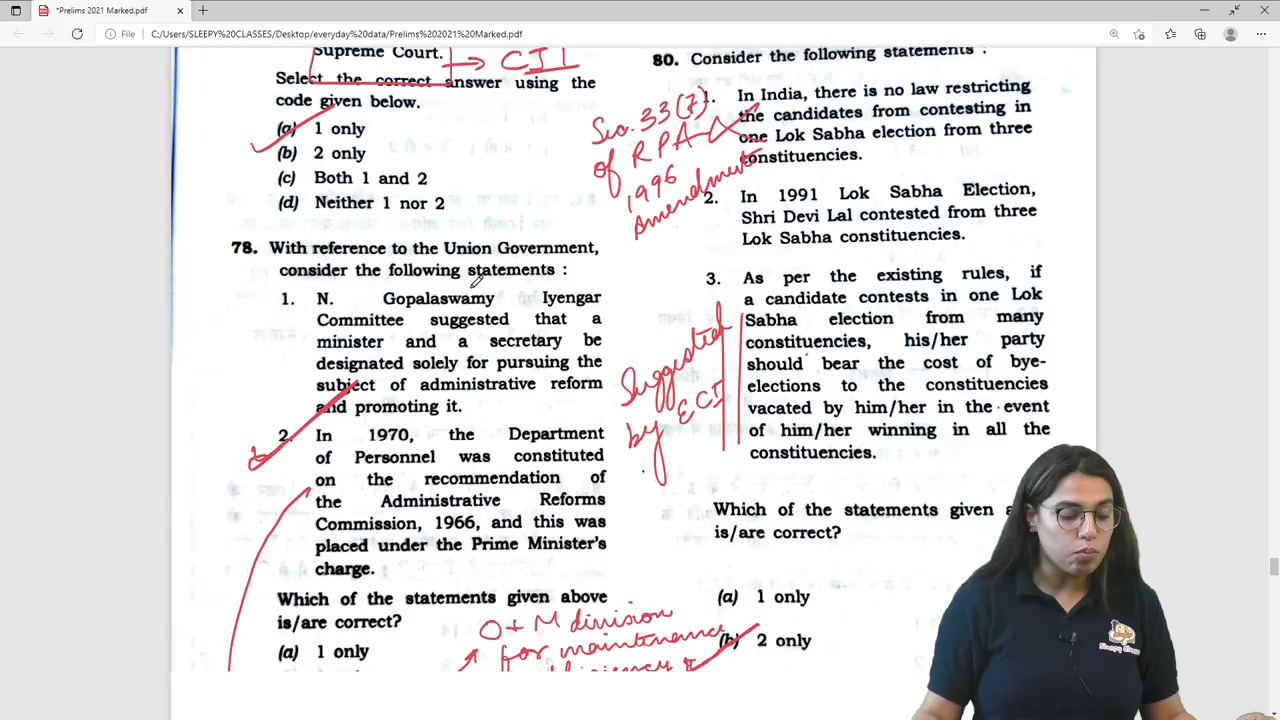 *Prelims 2021 Marked.pdf
File
C:/Users/SLEEPY%20CLASSES/Desktop/everyday%20data/Prelims%202021%20Marked.pdf
Supreme Court.
CJI
Select the correct answer using the
code given below.
(a) 1 only
(b) 2 only
(c) Both 1 and 2
(d) Neither 1 nor 2
78. With reference to the Union Government,
consider the following statements :
1. N. Gopalaswamy Iyengar
Committee suggested that a
minister and a secretary be
designated solely for pursuing the
subject of administrative reform
and promoting it.
2. In 1970, the Department
of Personnel was constituted
on the recommendation of
the Administrative Reforms
Commission, 1966, and this was
placed under the Prime Minister's
charge.
Which of the statements given above
is/are correct?
(a) 1 only
O + M division
for maintenance
80. Consider the following statements :
1. In India, there is no law restricting
the candidates from contesting in
one Lok Sabha election from three
constituencies.
Sec. 33(7)
of RPA
1996
Amendment
2. In 1991 Lok Sabha Election,
Shri Devi Lal contested from three
Lok Sabha constituencies.
3. As per the existing rules, if
a candidate contests in one Lok
Sabha election from many
constituencies, his/her party
should bear the cost of bye-
elections to the constituencies
vacated by him/her in the event
of him/her winning in all the
constituencies.
Suggested
by ECI
Which of the statements given
is/are correct?
(a) 1 only
(b) 2 only
Sleepy Classes